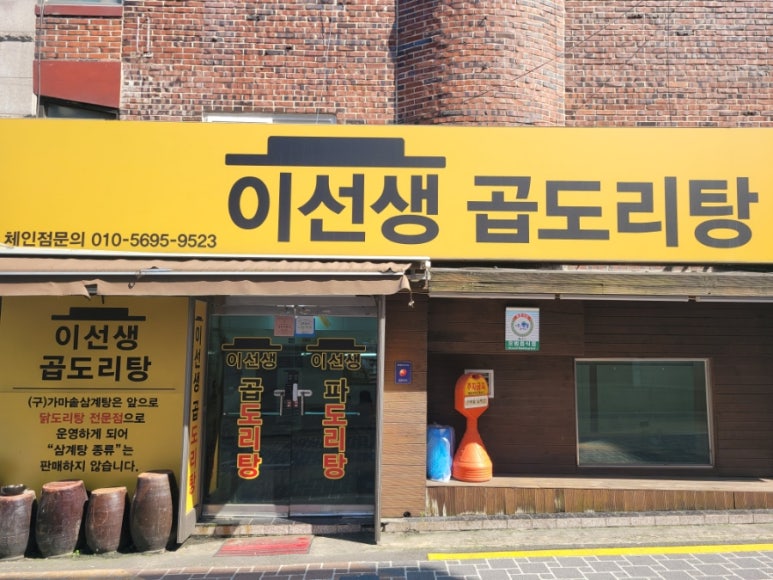 이선생 곱도리탕
체인점문의 010-5695-9523
이선생
곱도리탕
(구)가마솥삼계탕은 앞으로
닭도리탕 전문점으로
운영하게 되어
“삼계탕 종류”는
판매하지 않습니다.
이선생 곱도리탕
이선생
곱도리탕
이선생
파도리탕
주차금지